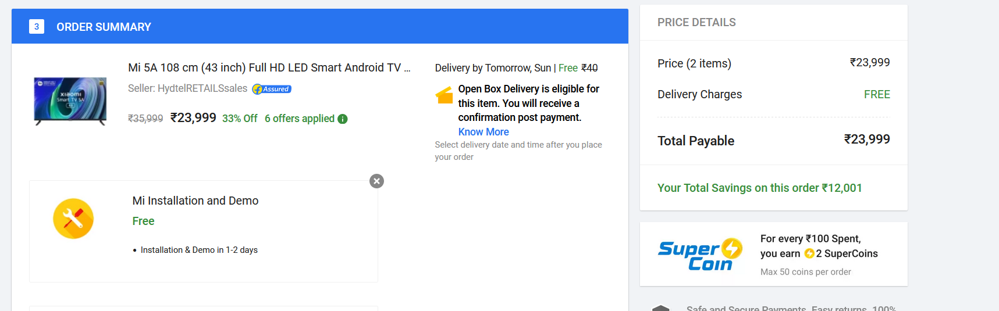 3 ORDER SUMMARY
Mi 5A 108 cm (43 inch) Full HD LED Smart Android TV ...
Seller: HydtelRETAILSsales f Assured
₹35,999 ₹23,999 33% Off 6 offers applied i
xiaomi
Smart TV 5A
Delivery by Tomorrow, Sun | Free ₹40
Open Box Delivery is eligible for
this item. You will receive a
confirmation post payment.
Know More
Select delivery date and time after you place
your order
Mi Installation and Demo
Free
• Installation & Demo in 1-2 days
PRICE DETAILS
Price (2 items) ₹23,999
Delivery Charges FREE
Total Payable ₹23,999
Your Total Savings on this order ₹12,001
Super
Coin
For every ₹100 Spent,
you earn 2 SuperCoins
Max 50 coins per order
Safe and Secure Payments. Easy returns. 100%